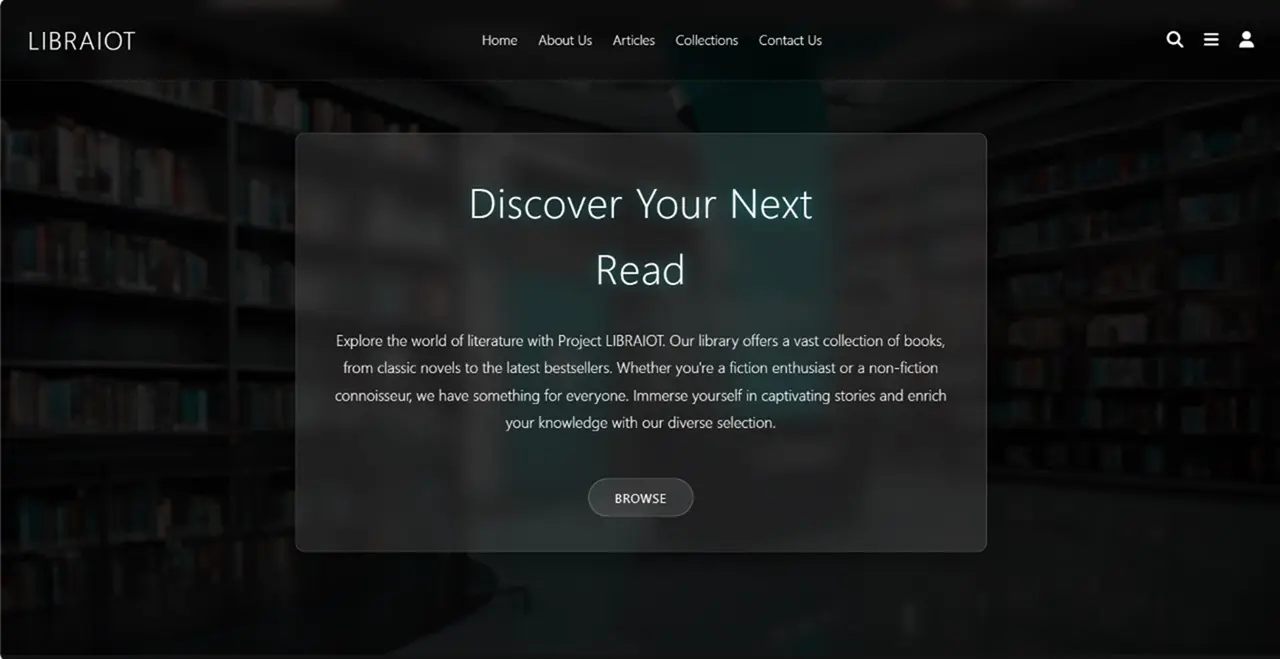 LIBRAIOT
Home About Us Articles Collections Contact Us
Discover Your Next
Read
Explore the world of literature with Project LIBRAIOT. Our library offers a vast collection of books,
from classic novels to the latest bestsellers. Whether you're a fiction enthusiast or a non-fiction
connoisseur, we have something for everyone. Immerse yourself in captivating stories and enrich
your knowledge with our diverse selection.
BROWSE